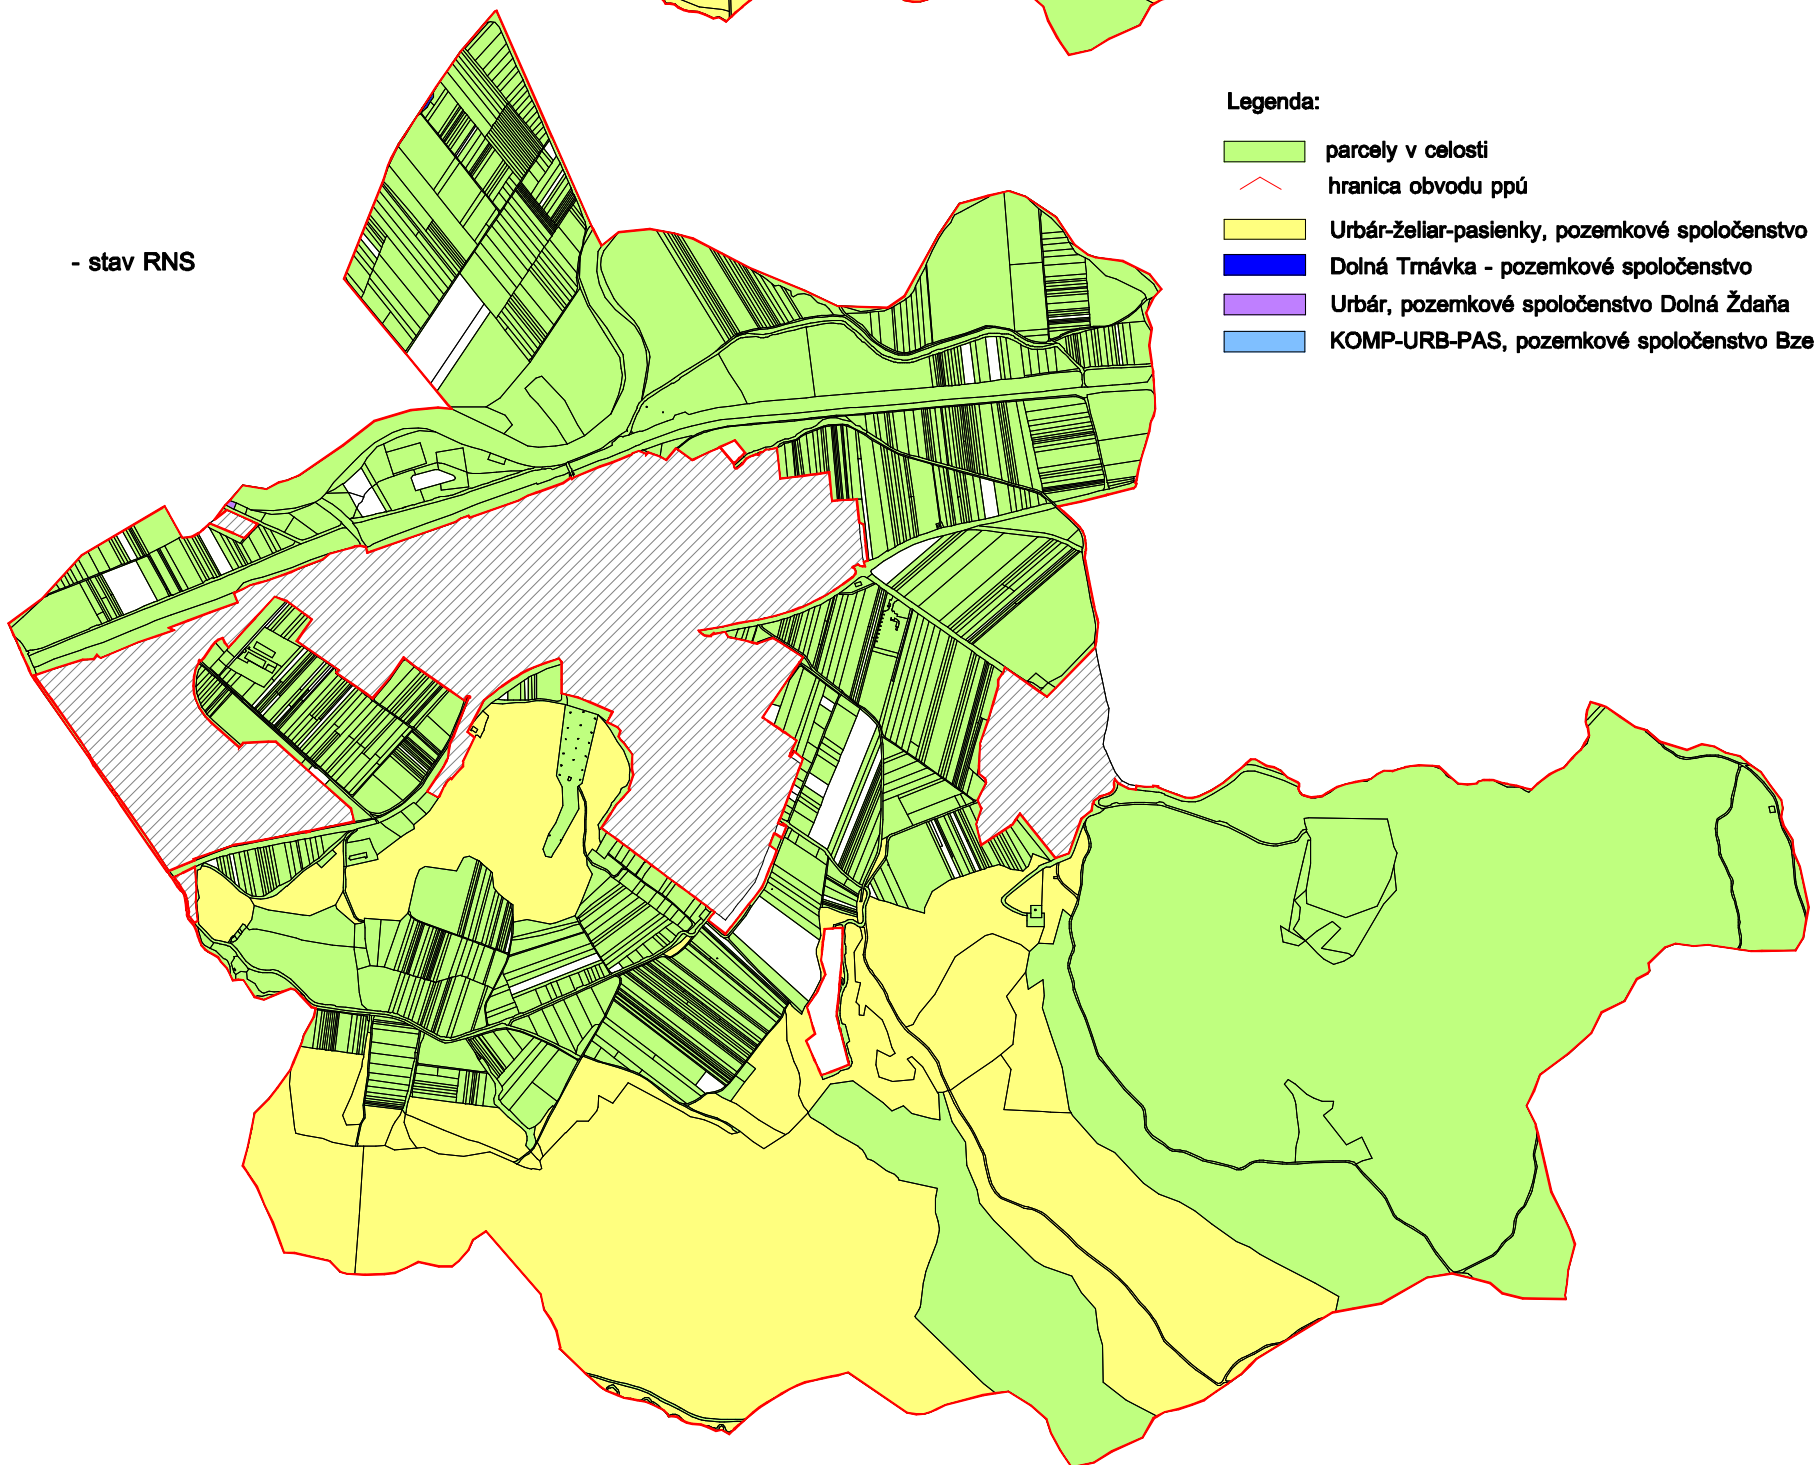 Legenda:
parcely v celosti
hranica obvodu ppú
- stav RNS
Urbár-želiar-pasienky, pozemkové spoločenstvo
Dolná Trnávka - pozemkové spoločenstvo
Urbár, pozemkové spoločenstvo Dolná Ždaňa
KOMP-URB-PAS, pozemkové spoločenstvo Bze